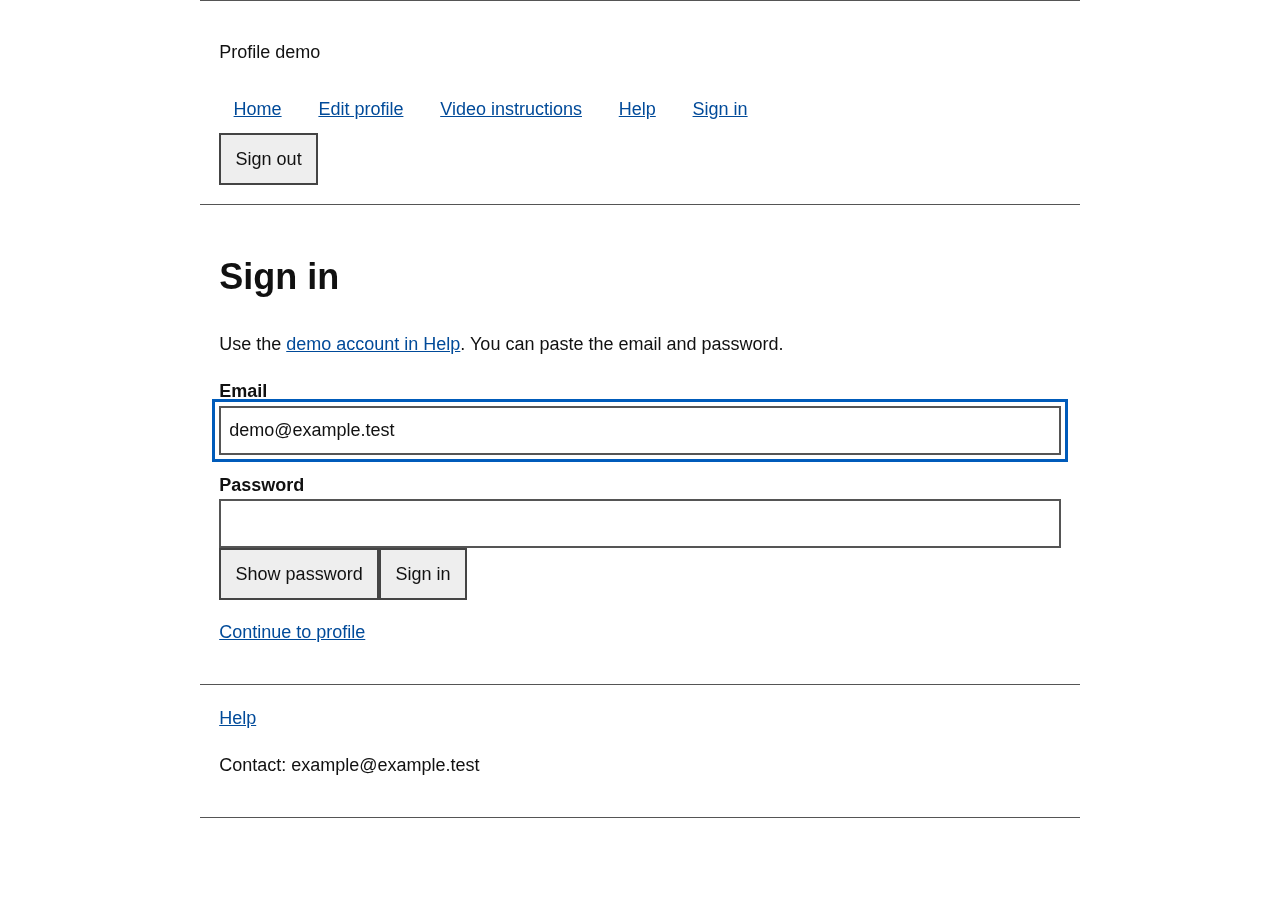 Profile demo
Home Edit profile Video instructions Help Sign in
Sign out
Sign in
Use the demo account in Help. You can paste the email and password.
Email
demo@example.test
Password
Show password Sign in
Continue to profile
Help
Contact: example@example.test